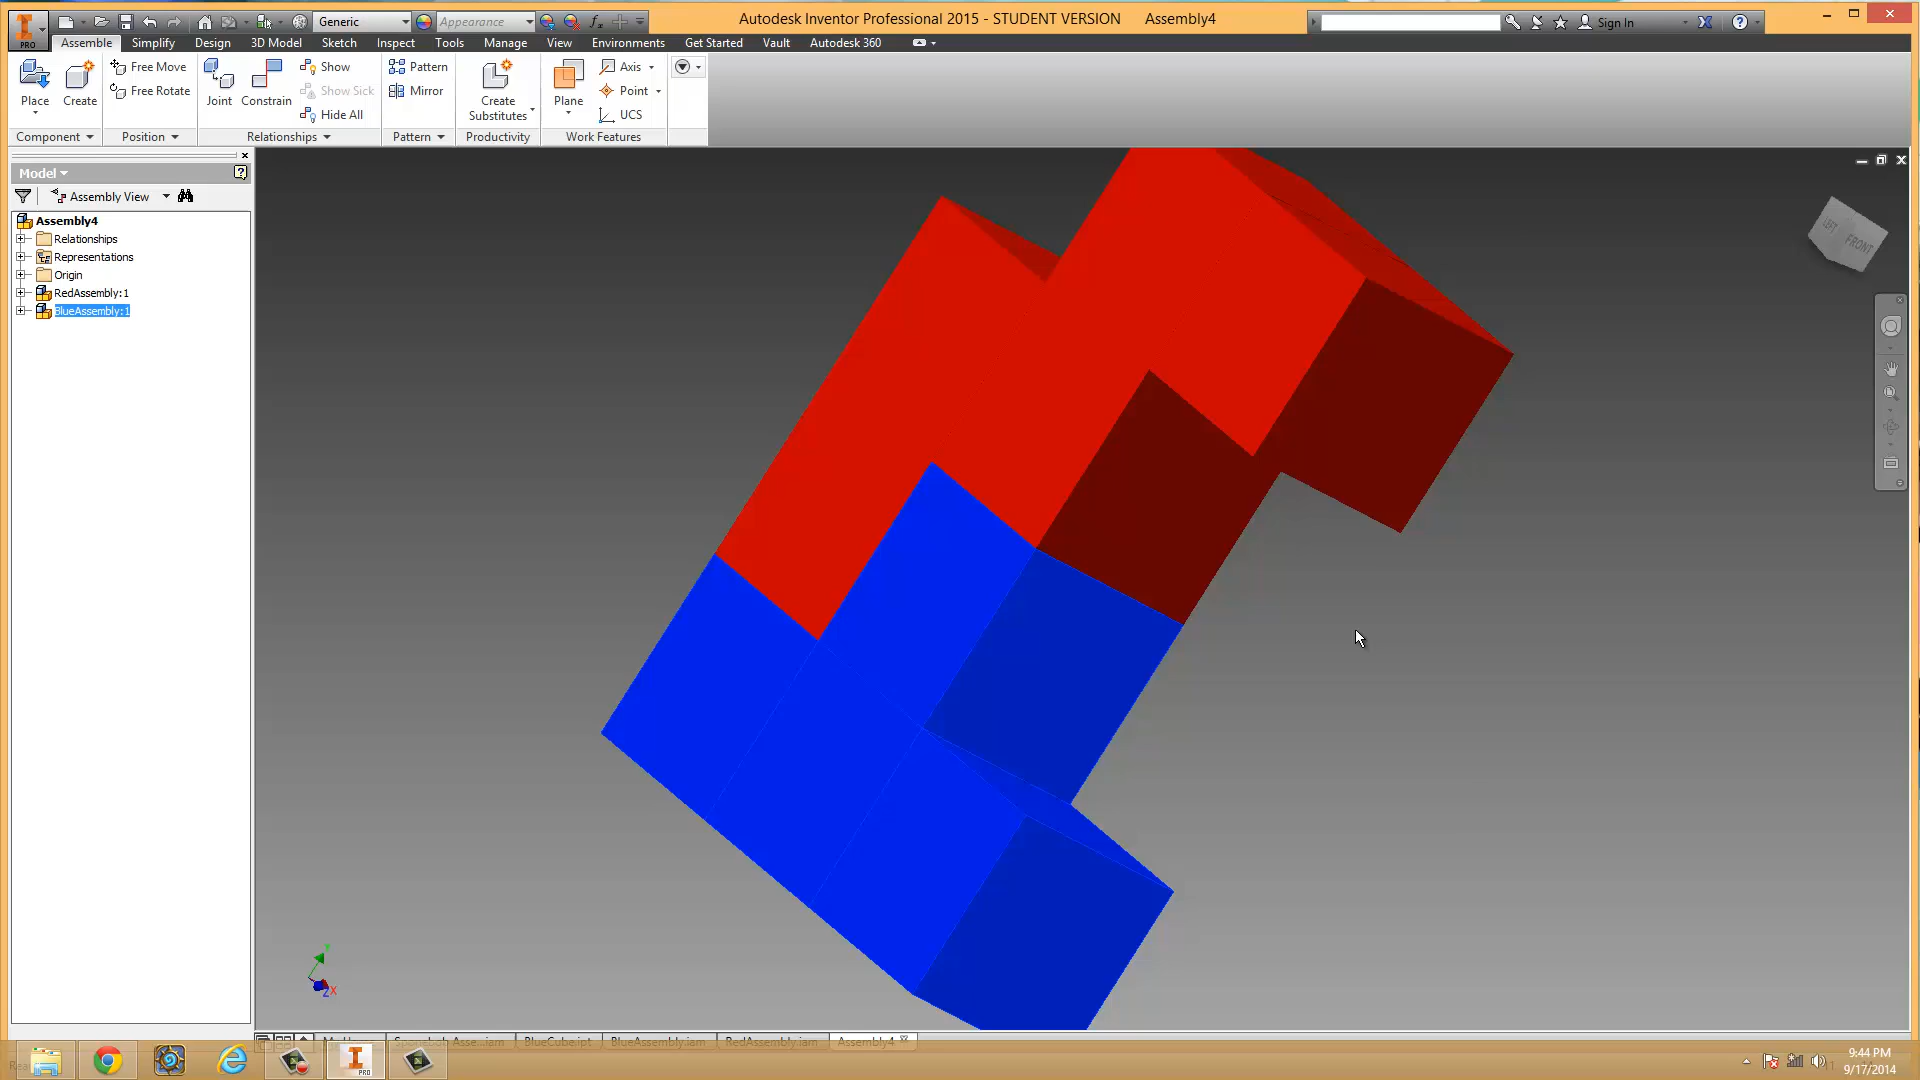 Generic
Appearance
Autodesk Inventor Professional 2015 - STUDENT VERSION Assembly4
Sign In
PRO
Assemble Simplify Design 3D Model Sketch Inspect Tools Manage View Environments Get Started Vault Autodesk 360
Place
Create
Free Move
Free Rotate
Joint
Constrain
Show
Show Sick
Hide All
Pattern
Mirror
Create
Substitutes
Plane
Axis
Point
UCS
Component
Position
Relationships
Pattern
Productivity
Work Features
Model
Assembly View
Assembly4
Relationships
Representations
Origin
RedAssembly:1
BlueAssembly:1
LEFT
FRONT
Y
Z
X
BlueCube.ipt
BlueAssembly.iam
RedAssembly.iam
Assembly4
PRO
9:44 PM
9/17/2014